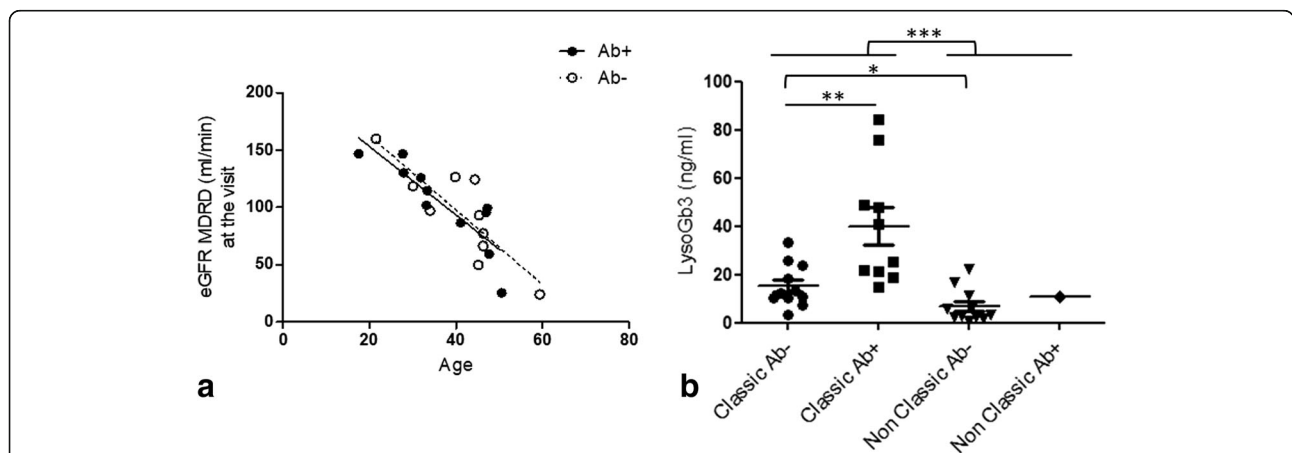 Ab+
Ab-
eGFR MDRD (ml/min)
at the visit
200
150
100
50
0
0
20
40
60
80
Age
a
***
*
**
LysoGb3 (ng/ml)
100
80
60
40
20
0
Classic Ab-
Classic Ab+
Non Classic Ab-
Non Classic Ab+
b